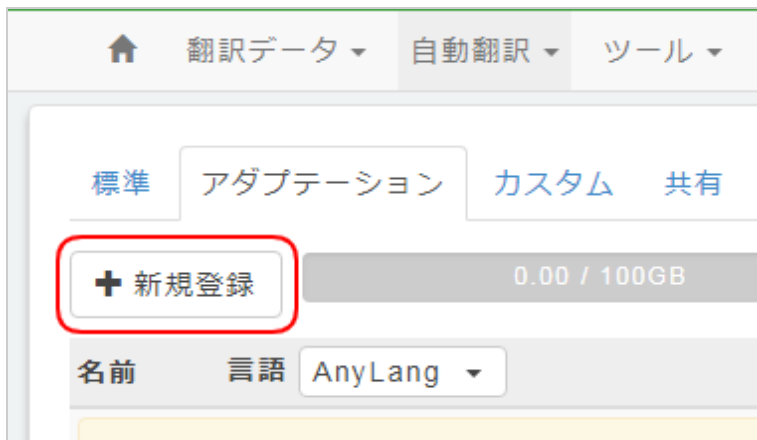 翻訳データ 自動翻訳 ツール
標準 アダプテーション カスタム 共有
新規登録 0.00 / 100GB
名前 言語 AnyLang